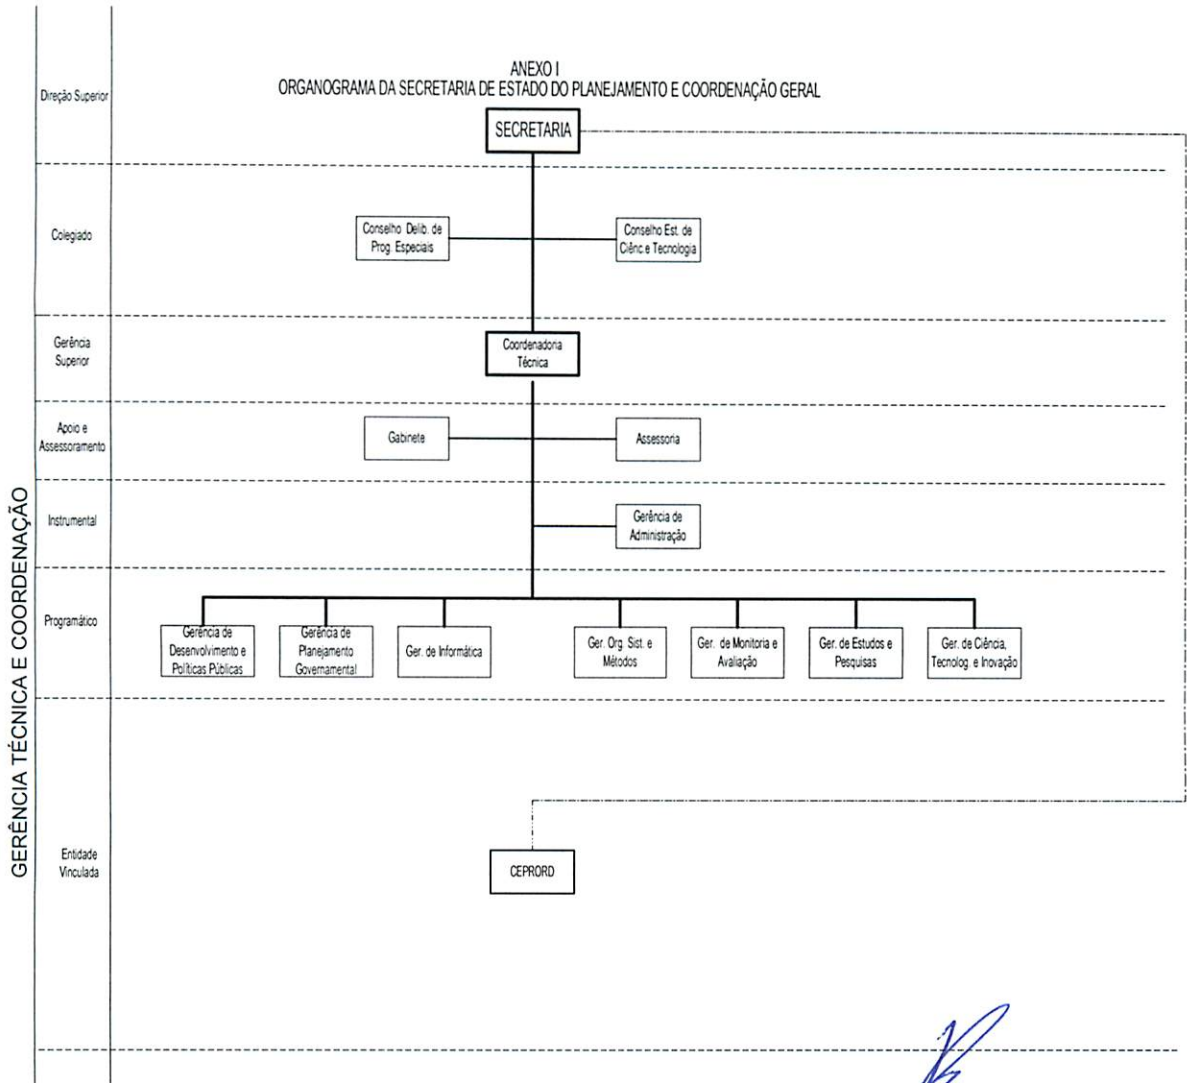 ANEXO I
ORGANOGRAMA DA SECRETARIA DE ESTADO DO PLANEJAMENTO E COORDENAÇÃO GERAL
Direção Superior
SECRETARIA
Colegiado
Conselho Delib. de
Prog. Especiais
Conselho Est. de
Ciênc.e Tecnologia
Gerência
Superior
Coordenadoria
Técnica
Apoio e
Assessoramento
Gabinete
Assessoria
Instrumental
Gerência de
Administração
Programático
Gerência de
Desenvolvimento e
Políticas Públicas
Gerência de
Planejamento
Governamental
Ger. de Informática
Ger. Org. Sist. e
Métodos
Ger. de Monitoria e
Avaliação
Ger. de Estudos e
Pesquisas
Ger. de Ciência,
Tecnolog. e Inovação
Entidade
Vinculada
CEPRORD
GERÊNCIA TÉCNICA E COORDENAÇÃO